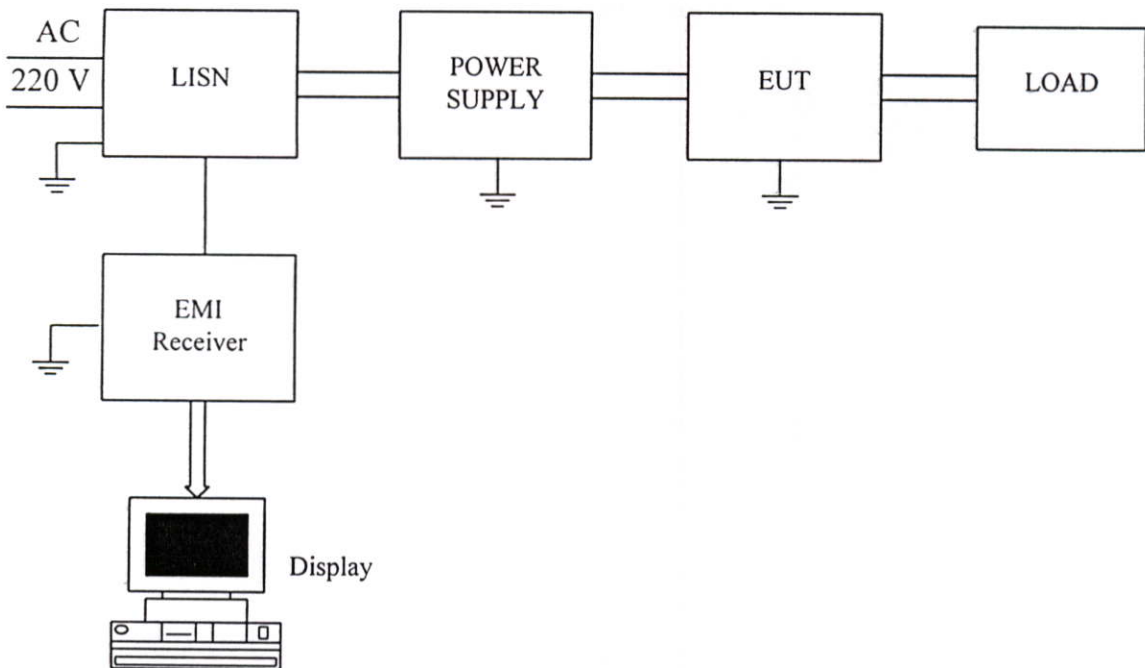 AC
220 V
LISN
POWER
SUPPLY
EUT
LOAD
EMI
Receiver
Display